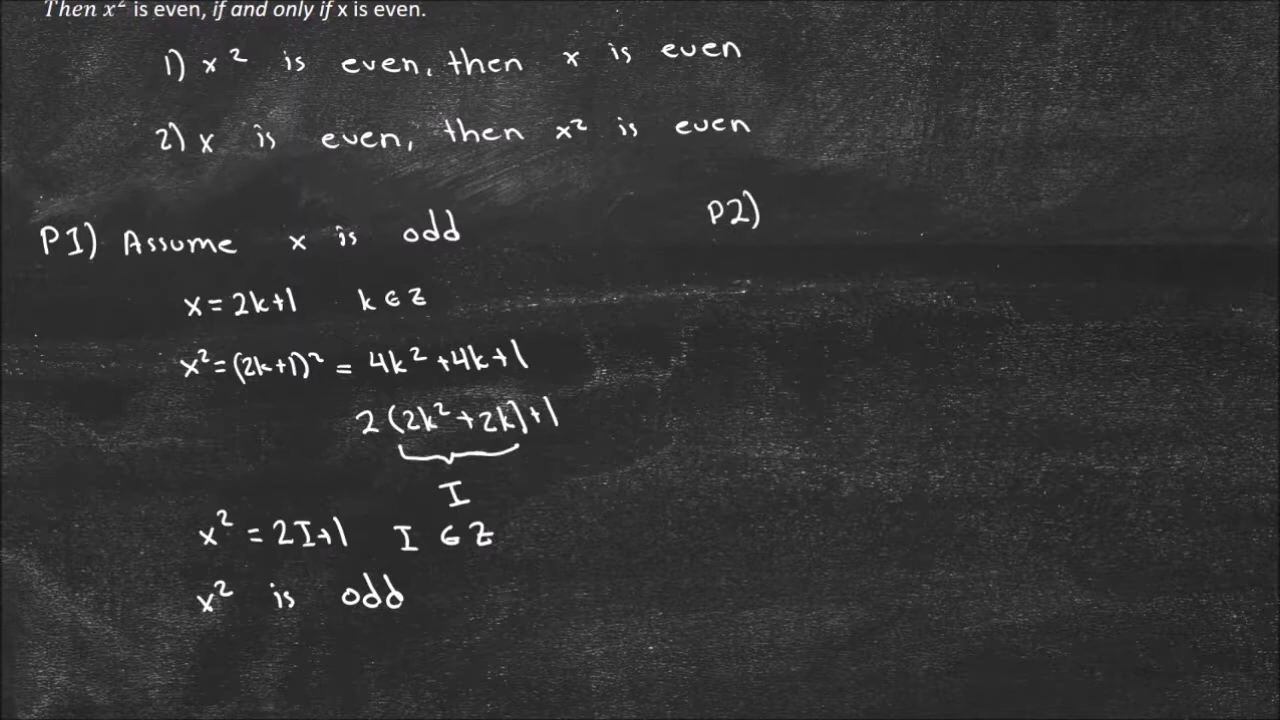 Then x² is even, if and only if x is even.
1) x² is even, then x is even
2) x is even, then x² is even
P1) Assume x is odd
x = 2k+1 k ∈ Z
x² = (2k+1)² = 4k² + 4k + 1
2 (2k² + 2k) + 1
I
x² = 2I+1 I ∈ Z
x² is odd
P2)